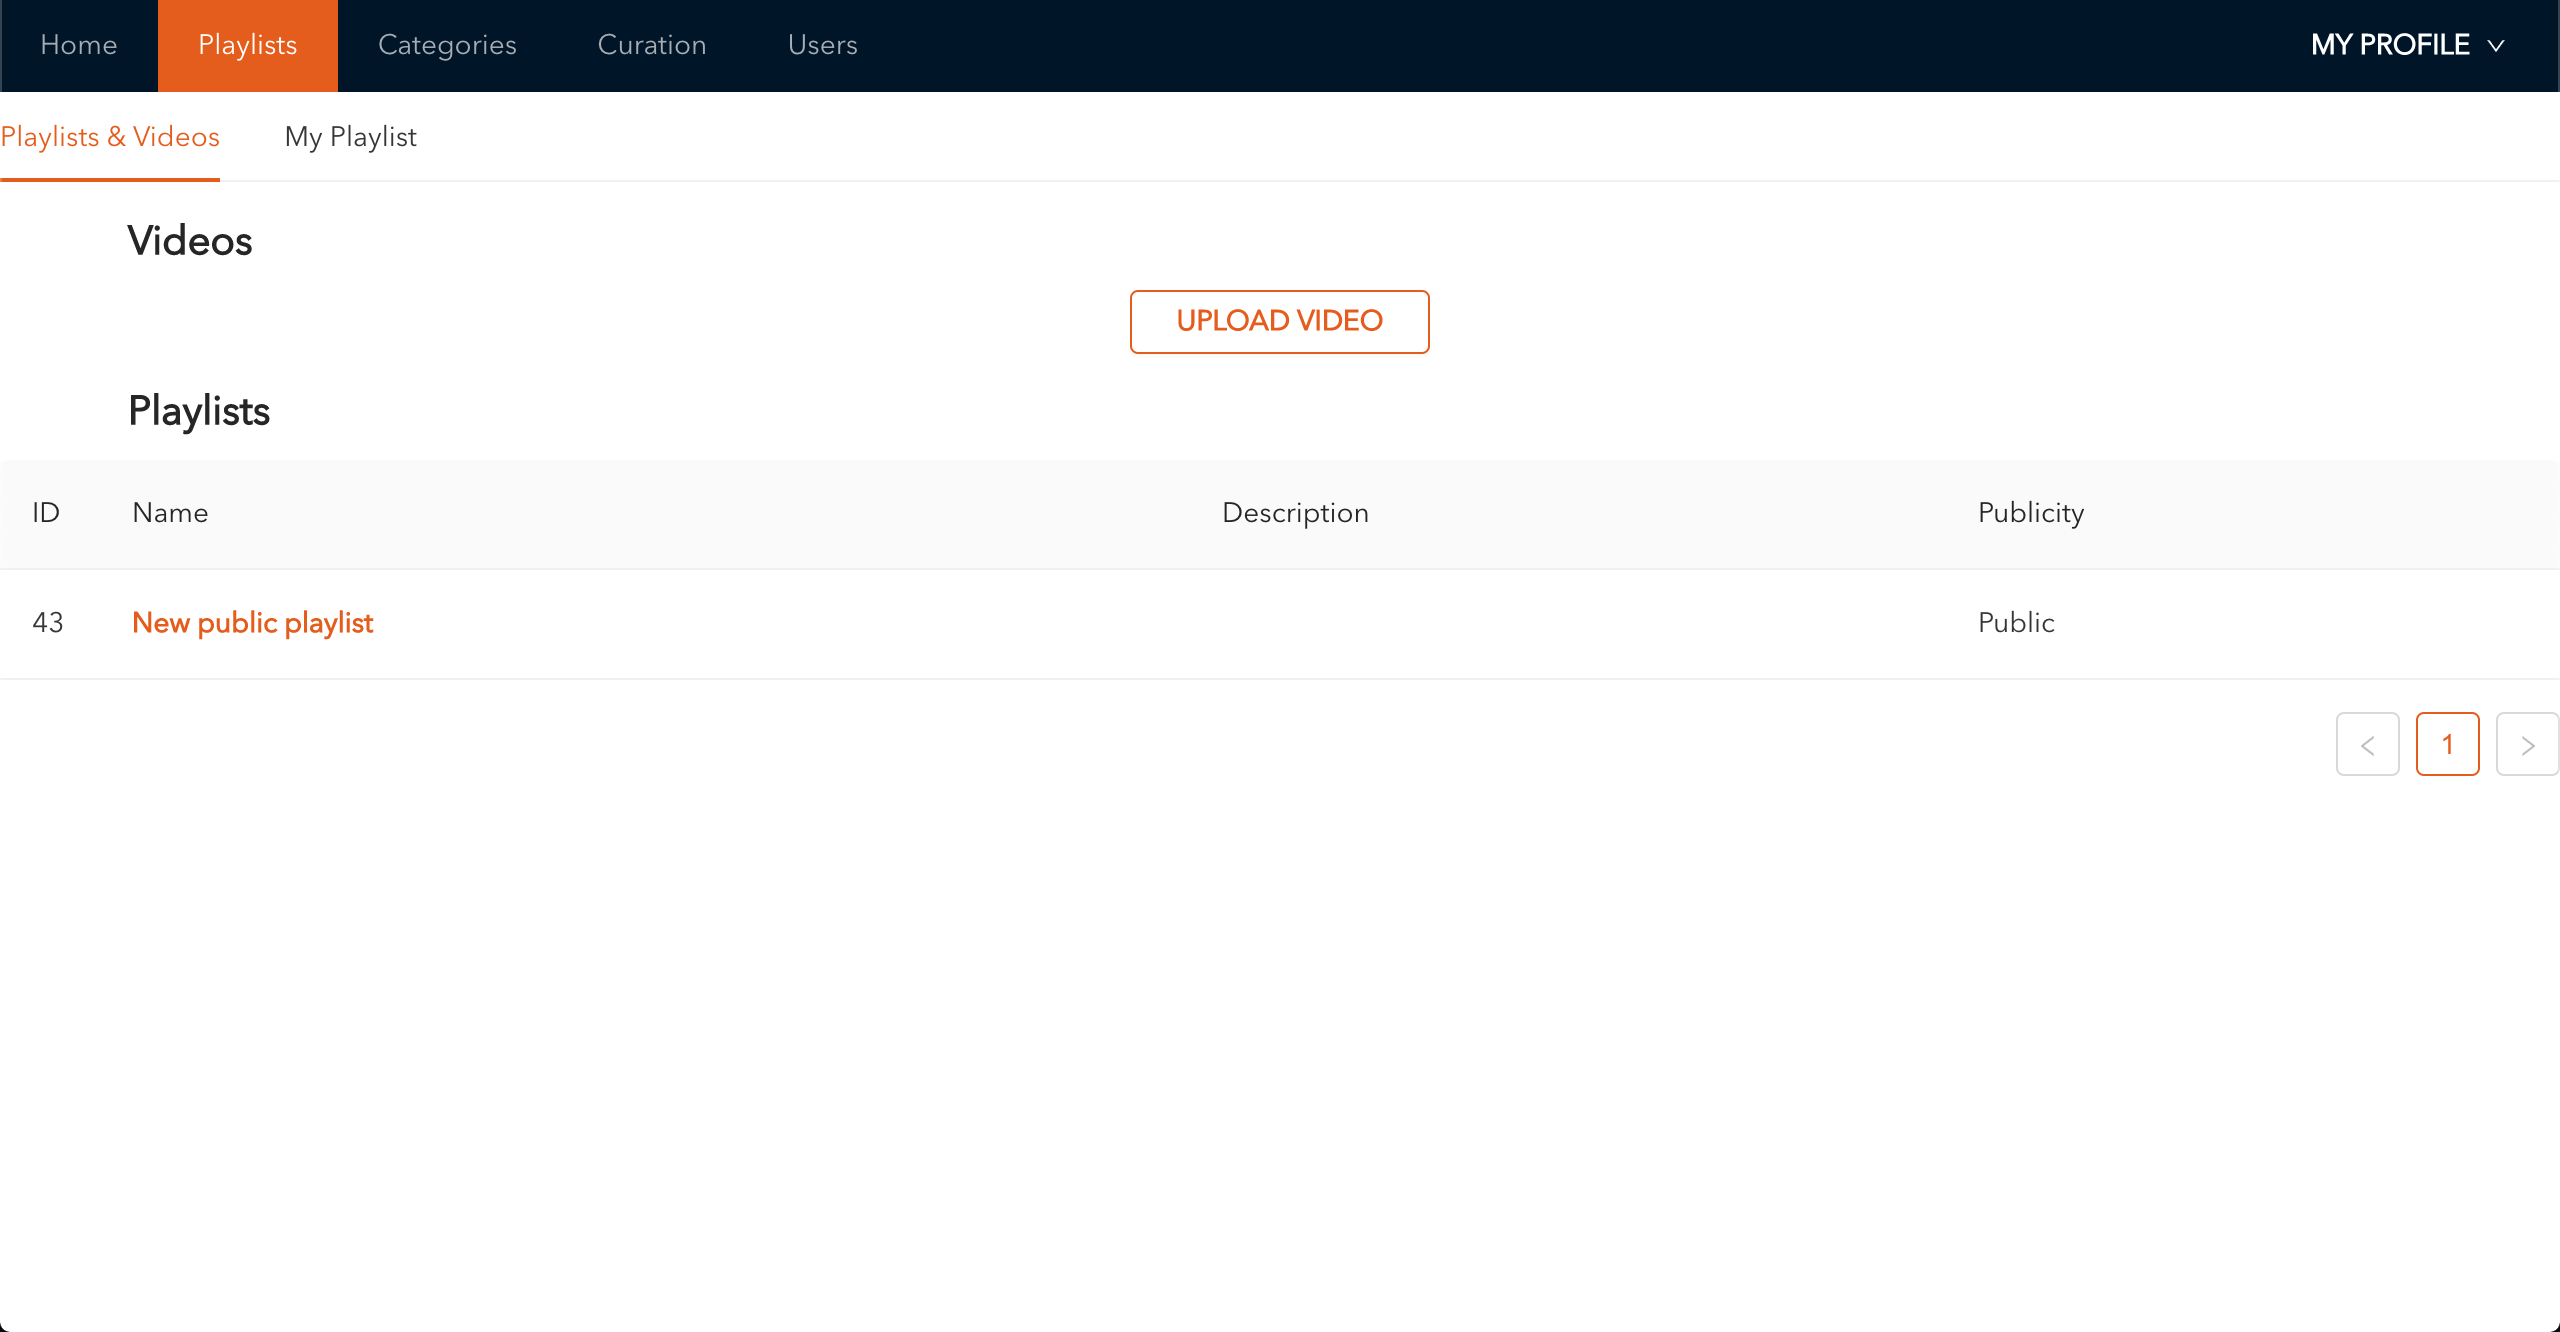 Home Playlists Categories Curation Users MY PROFILE
Playlists & Videos My Playlist
Videos
UPLOAD VIDEO
Playlists
ID Name Description Publicity
43 New public playlist Public
< 1 >